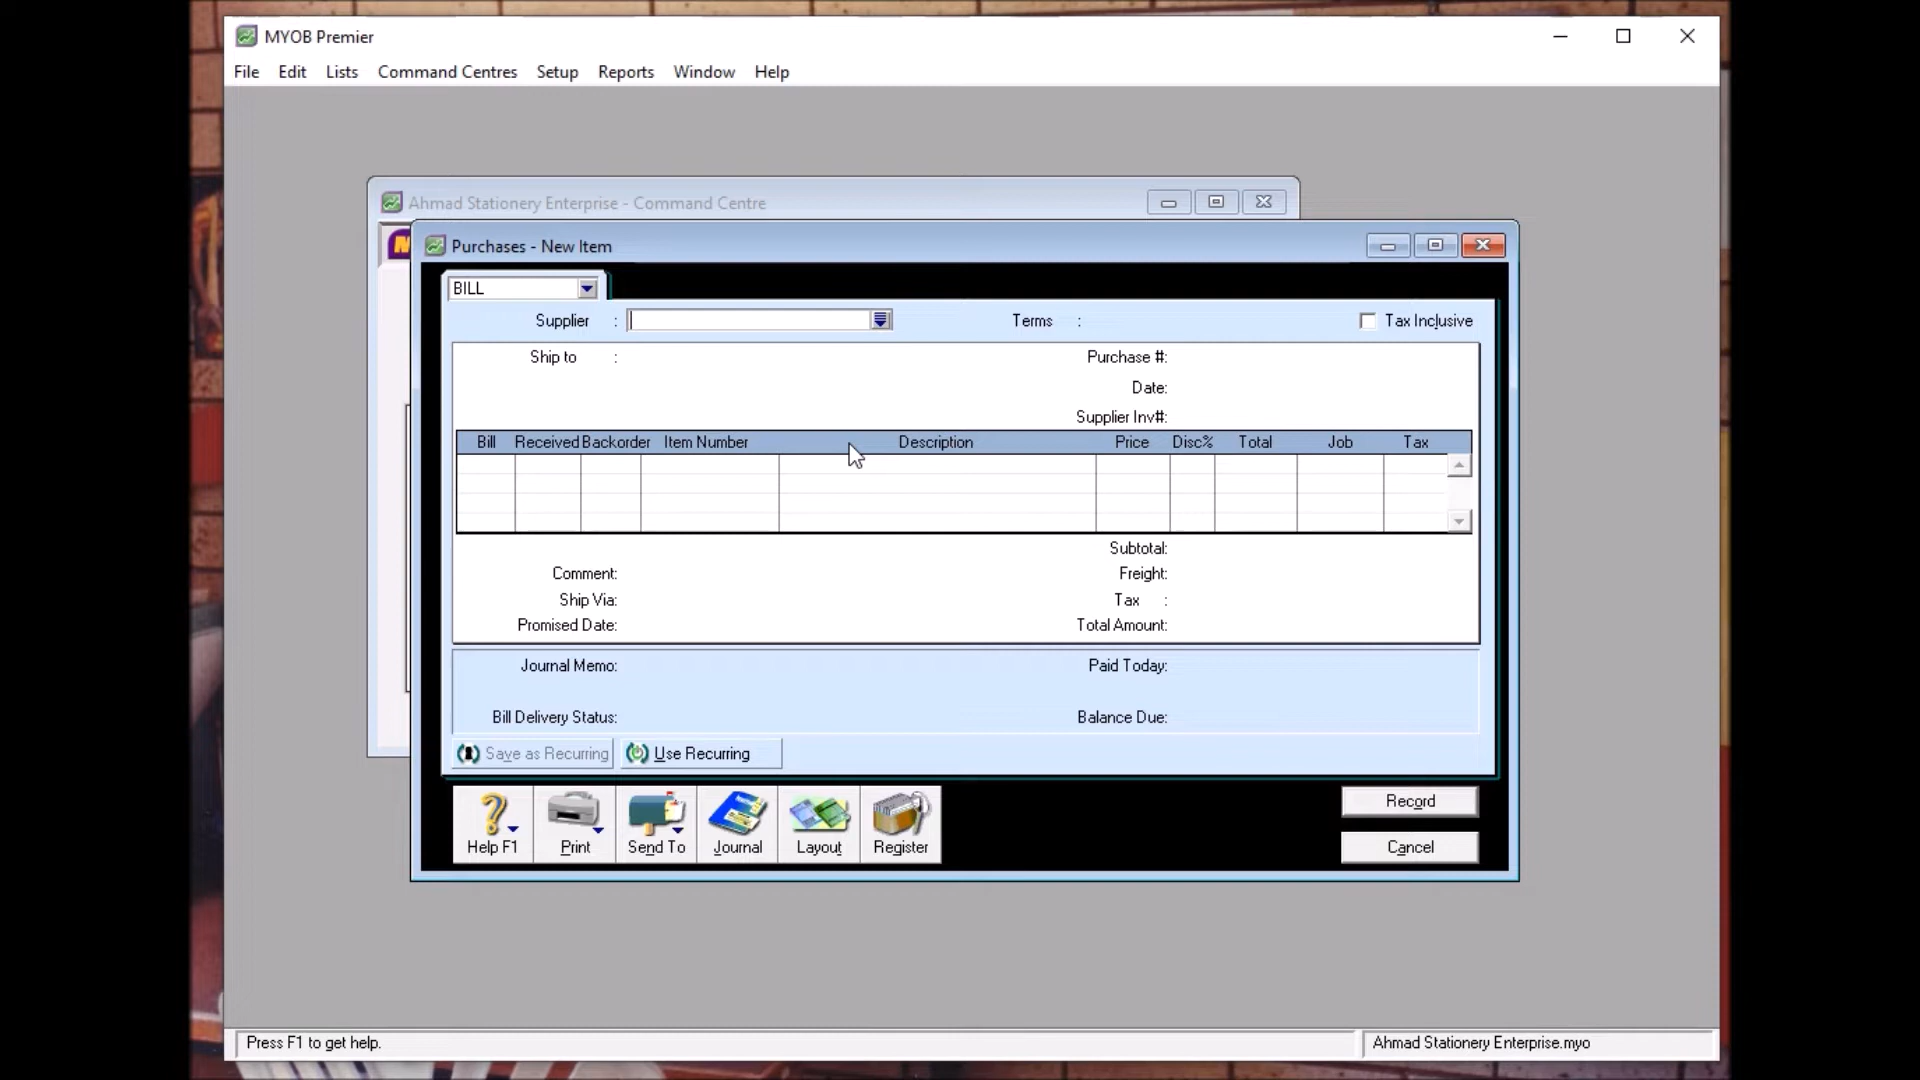 MYOB Premier
File Edit Lists Command Centres Setup Reports Window Help
Ahmad Stationery Enterprise - Command Centre
Purchases - New Item
BILL
Supplier : Terms : Tax Inclusive
Ship to : Purchase #:
Date:
Supplier Inv#:
Bill Received Backorder Item Number Description Price Disc% Total Job Tax
Subtotal:
Comment: Freight:
Ship Via: Tax :
Promised Date: Total Amount:
Journal Memo: Paid Today:
Bill Delivery Status: Balance Due:
Save as Recurring Use Recurring
Record
Help F1 Print Send To Journal Layout Register Cancel
Press F1 to get help. Ahmad Stationery Enterprise.myo